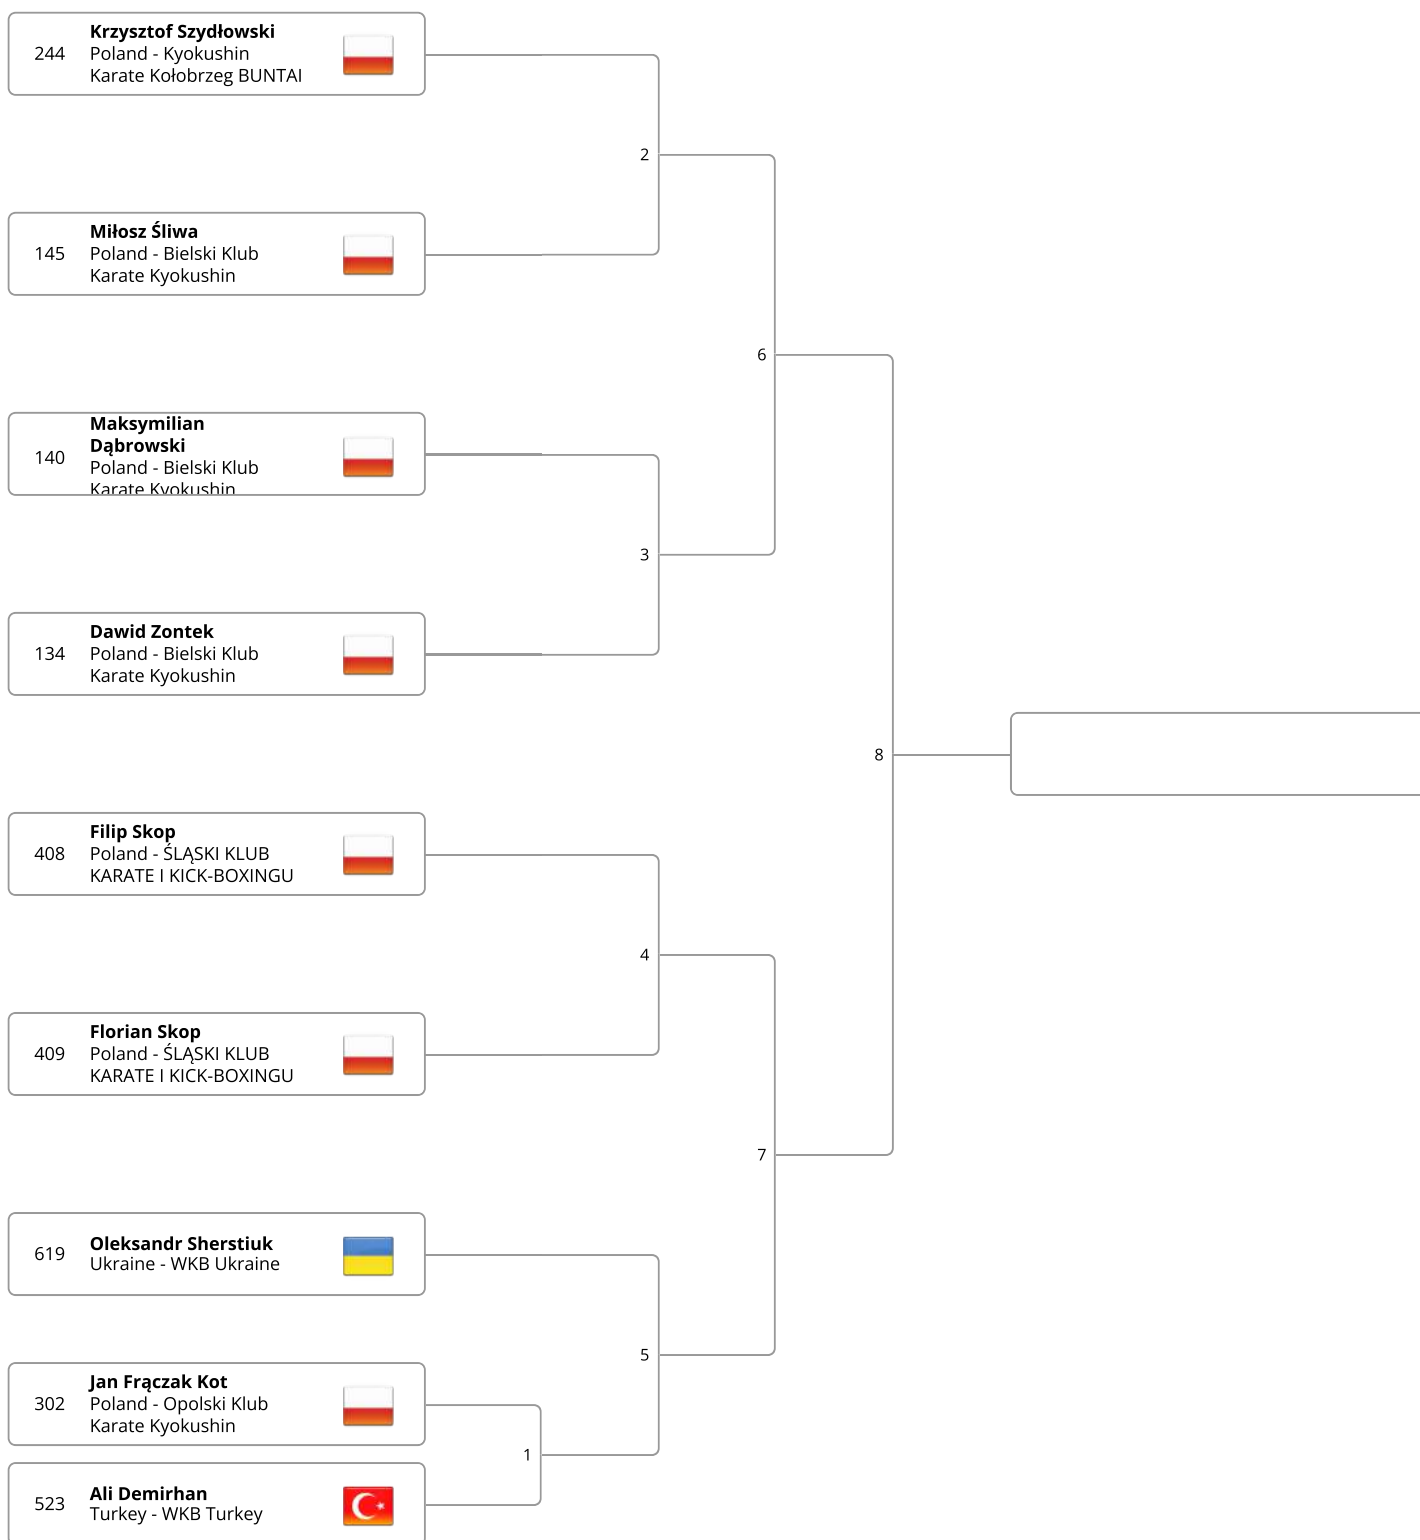 Krzysztof Szydłowski
244
Poland - Kyokushin
Karate Kołobrzeg BUNTAI
2
Miłosz Śliwa
145
Poland - Bielski Klub
Karate Kyokushin
6
Maksymilian
Dąbrowski
140
Poland - Bielski Klub
Karate Kyokushin
3
Dawid Zontek
134
Poland - Bielski Klub
Karate Kyokushin
8
Filip Skop
408
Poland - ŚLĄSKI KLUB
KARATE I KICK-BOXINGU
4
Florian Skop
409
Poland - ŚLĄSKI KLUB
KARATE I KICK-BOXINGU
7
619
Oleksandr Sherstiuk
Ukraine - WKB Ukraine
5
Jan Frączak Kot
302
Poland - Opolski Klub
Karate Kyokushin
1
523
Ali Demirhan
Turkey - WKB Turkey